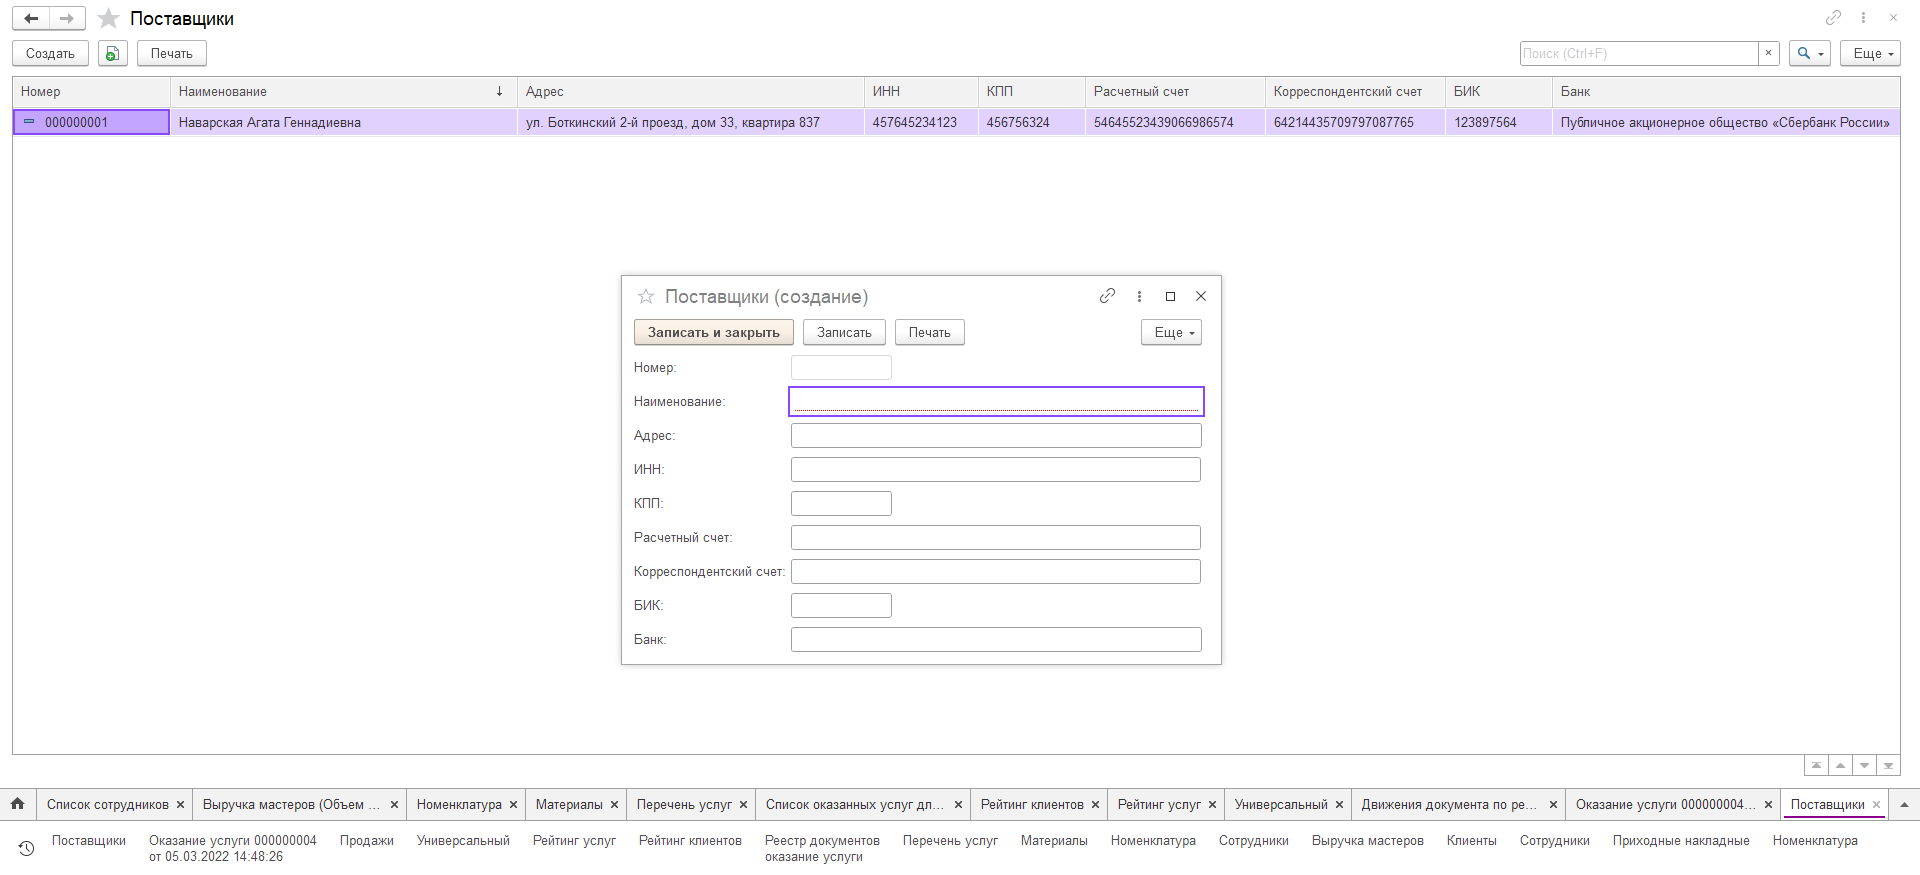 Поставщики
Создать Печать Поиск (Ctrl+F) × Еще
Номер Наименование ↓ Адрес ИНН КПП Расчетный счет Корреспондентский счет БИК Банк
000000001 Наварская Агата Геннадиевна ул. Боткинский 2-й проезд, дом 33, квартира 837 457645234123 456756324 54645523439066986574 64214435709797087765 123897564 Публичное акционерное общество «Сбербанк России»
Поставщики (создание)
Записать и закрыть Записать Печать Еще
Номер:
Наименование:
Адрес:
ИНН:
КПП:
Расчетный счет:
Корреспондентский счет:
БИК:
Банк:
Список сотрудников × Выручка мастеров (Объем ... × Номенклатура × Материалы × Перечень услуг × Список оказанных услуг дл... × Рейтинг клиентов × Рейтинг услуг × Универсальный × Движения документа по ре... × Оказание услуги 000000004... × Поставщики ×
Поставщики Оказание услуги 000000004 Продажи Универсальный Рейтинг услуг Рейтинг клиентов Реестр документов Перечень услуг Материалы Номенклатура Сотрудники Выручка мастеров Клиенты Сотрудники Приходные накладные Номенклатура
от 05.03.2022 14:48:26 оказание услуги